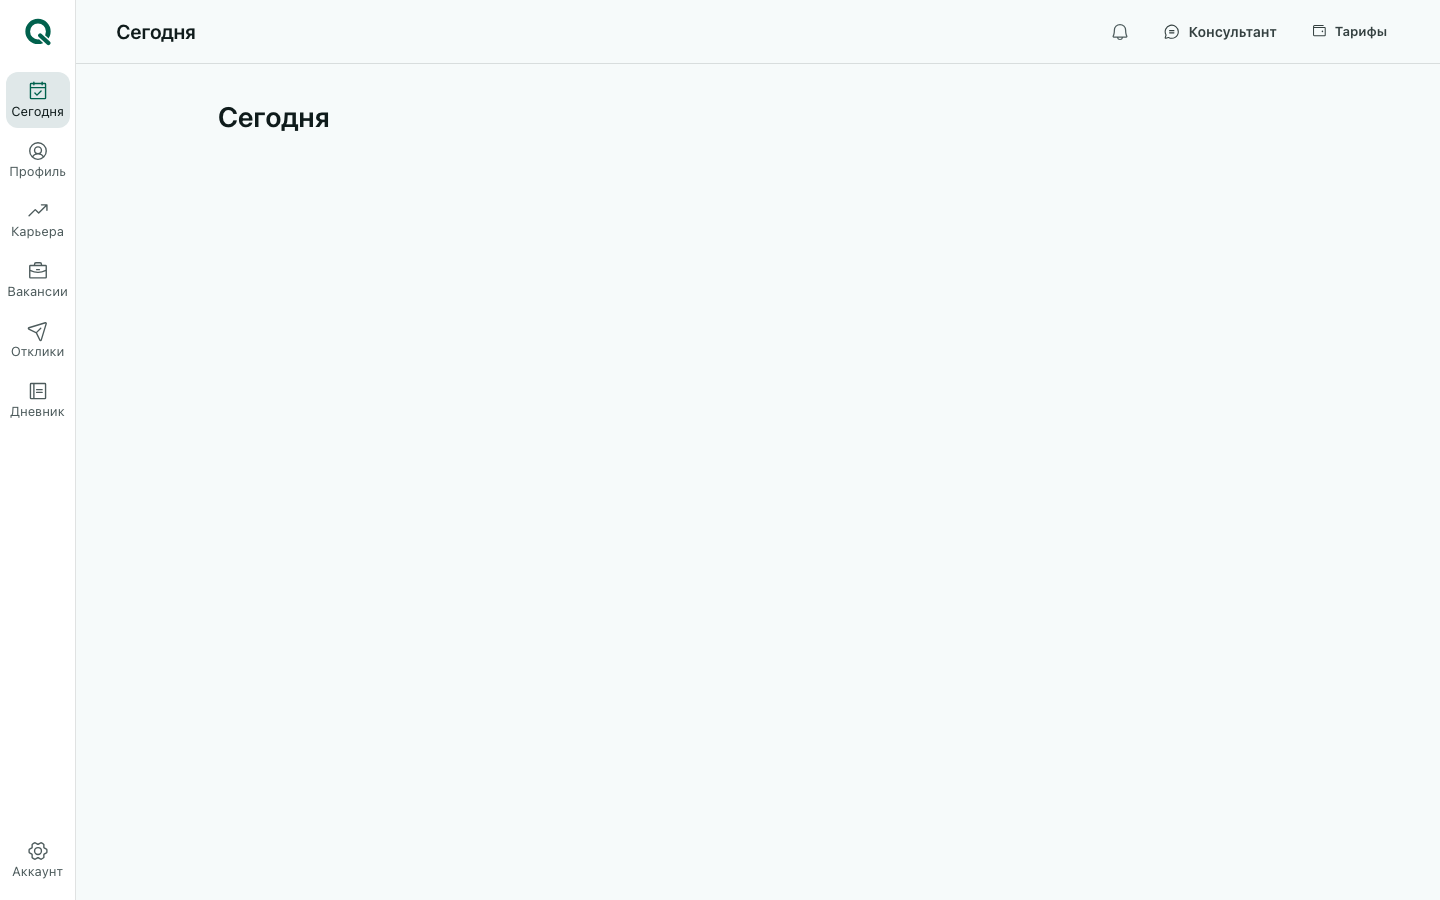 Сегодня
Консультант
Тарифы
Сегодня
Сегодня
Профиль
Карьера
Вакансии
Отклики
Дневник
Аккаунт